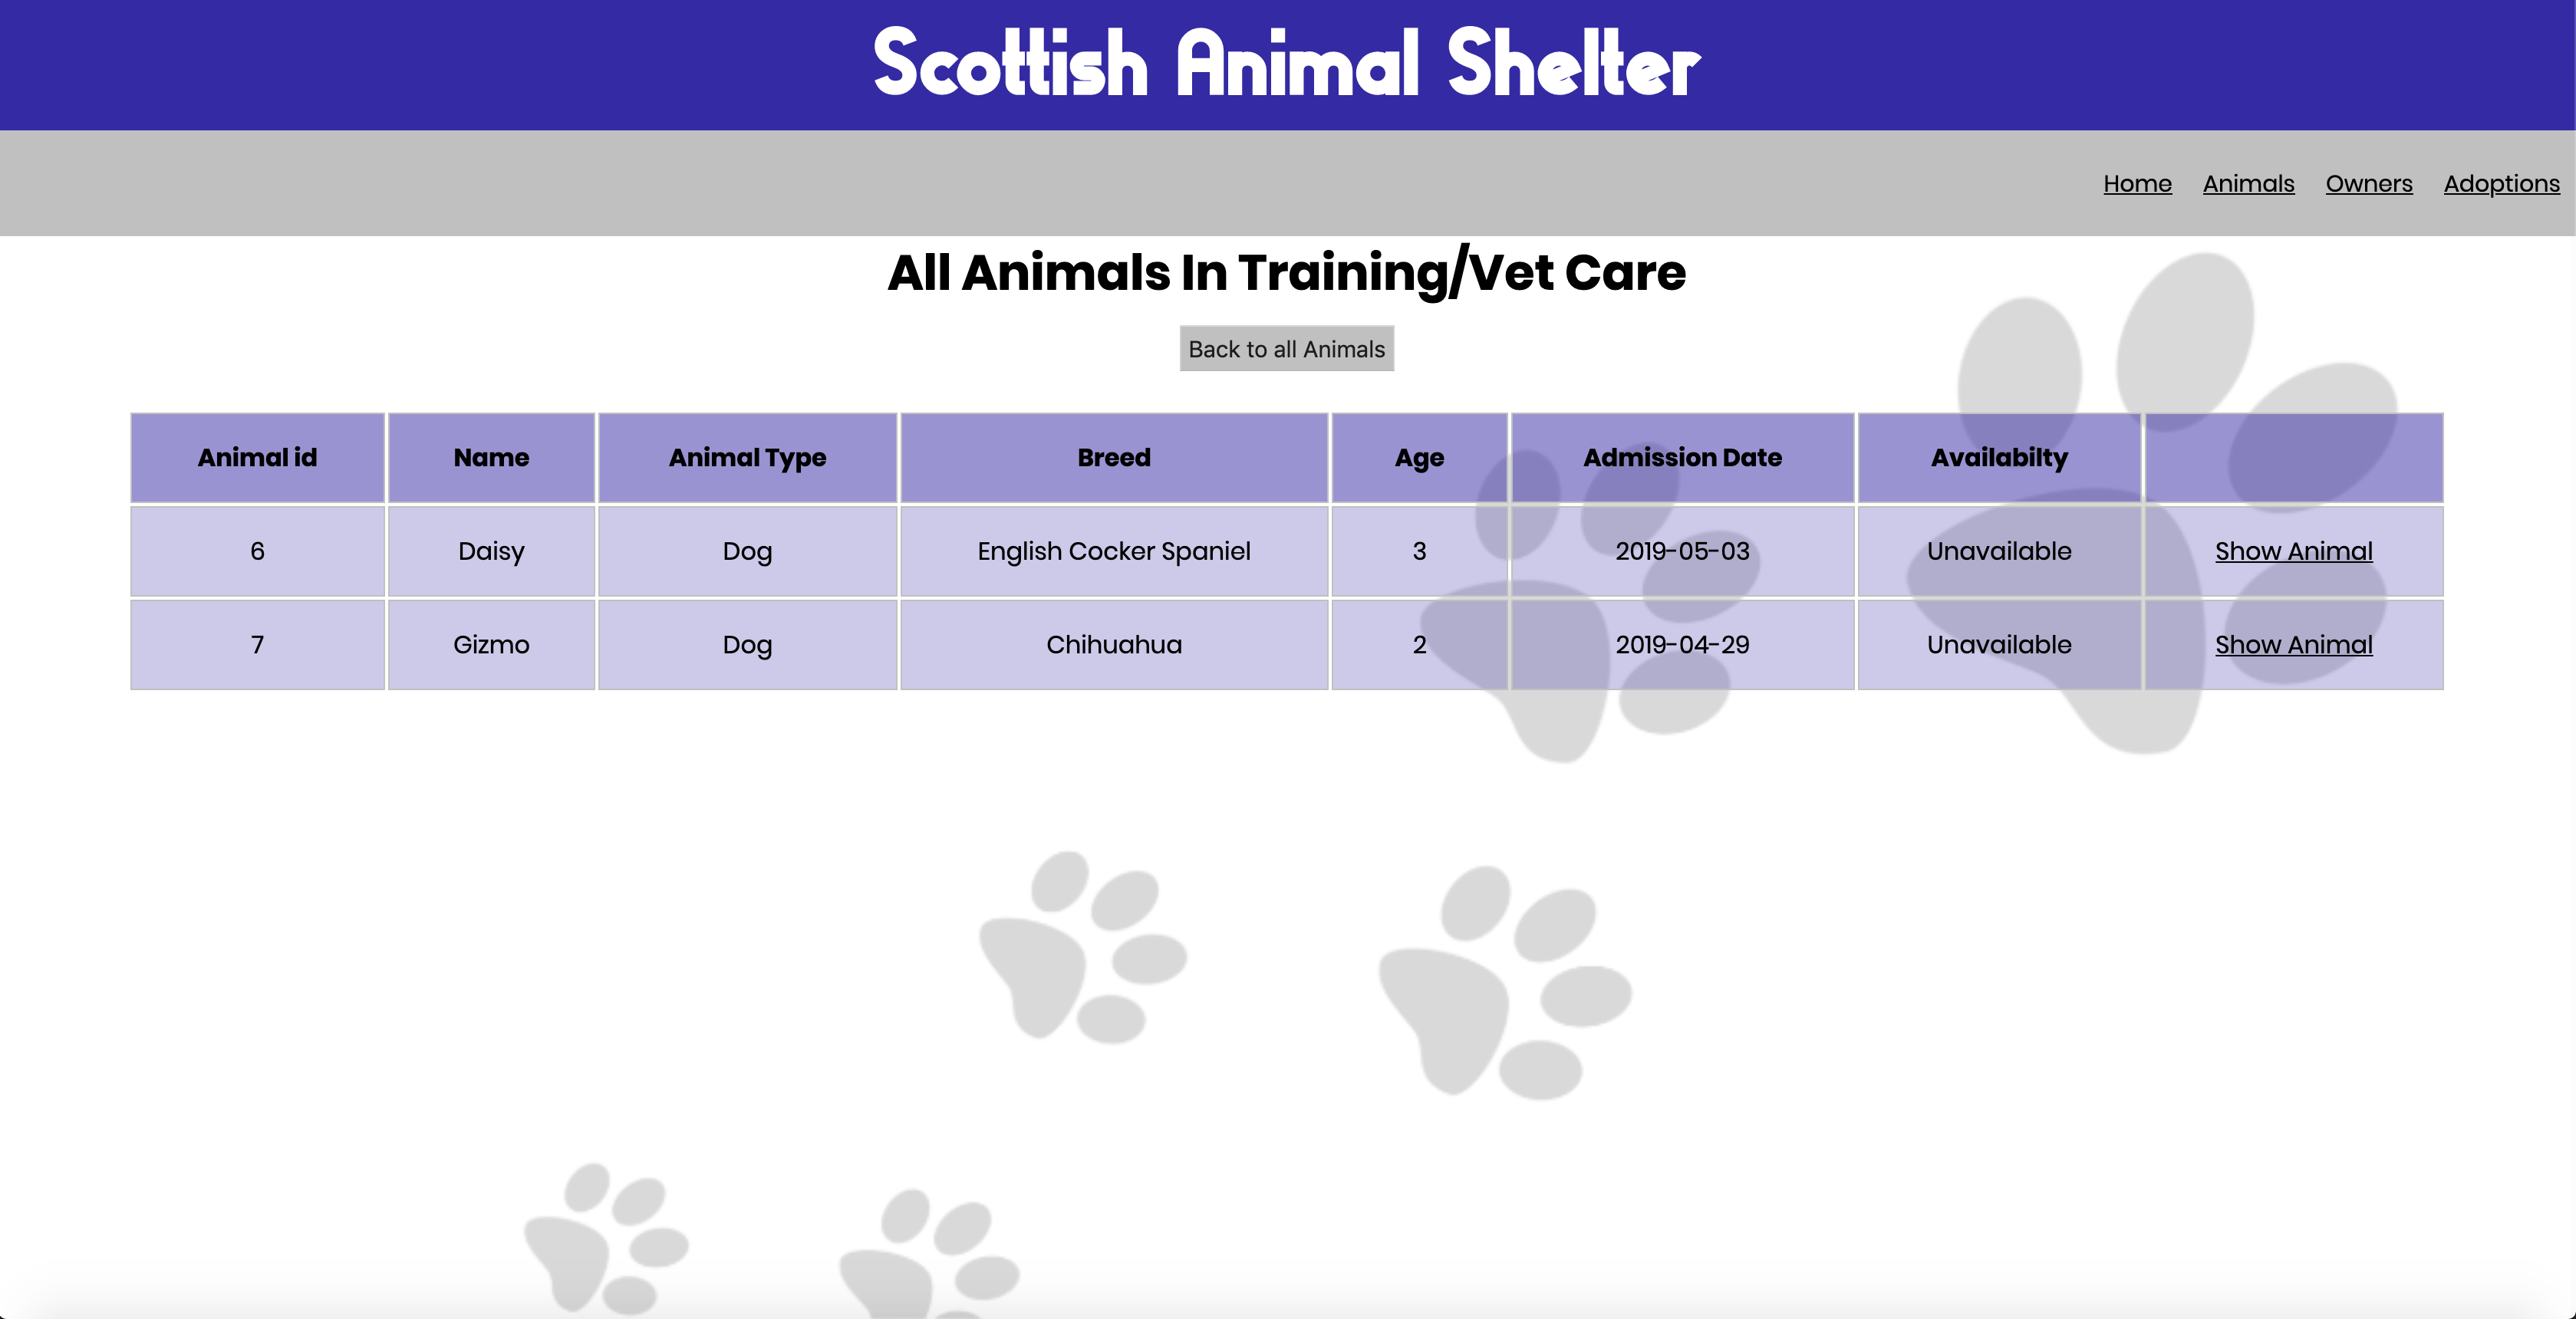 Scottish Animal Shelter
Home Animals Owners Adoptions
All Animals In Training/Vet Care
Back to all Animals
Animal id Name Animal Type Breed Age Admission Date Availabilty
6 Daisy Dog English Cocker Spaniel 3 2019-05-03 Unavailable Show Animal
7 Gizmo Dog Chihuahua 2 2019-04-29 Unavailable Show Animal